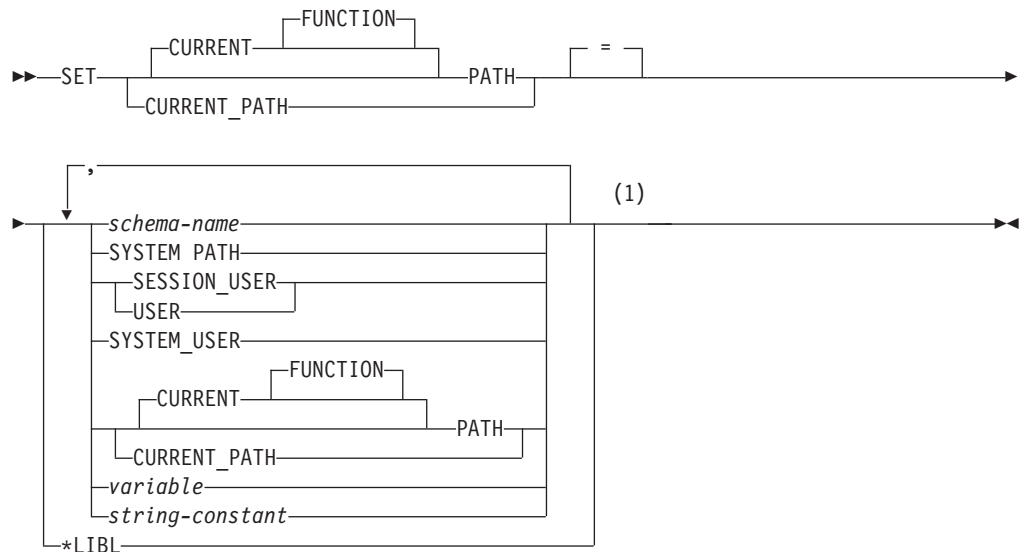 FUNCTION
CURRENT
=
SET PATH
CURRENT_PATH
,
(1)
schema-name
SYSTEM PATH
SESSION_USER
USER
SYSTEM_USER
FUNCTION
CURRENT
PATH
CURRENT_PATH
variable
string-constant
*LIBL